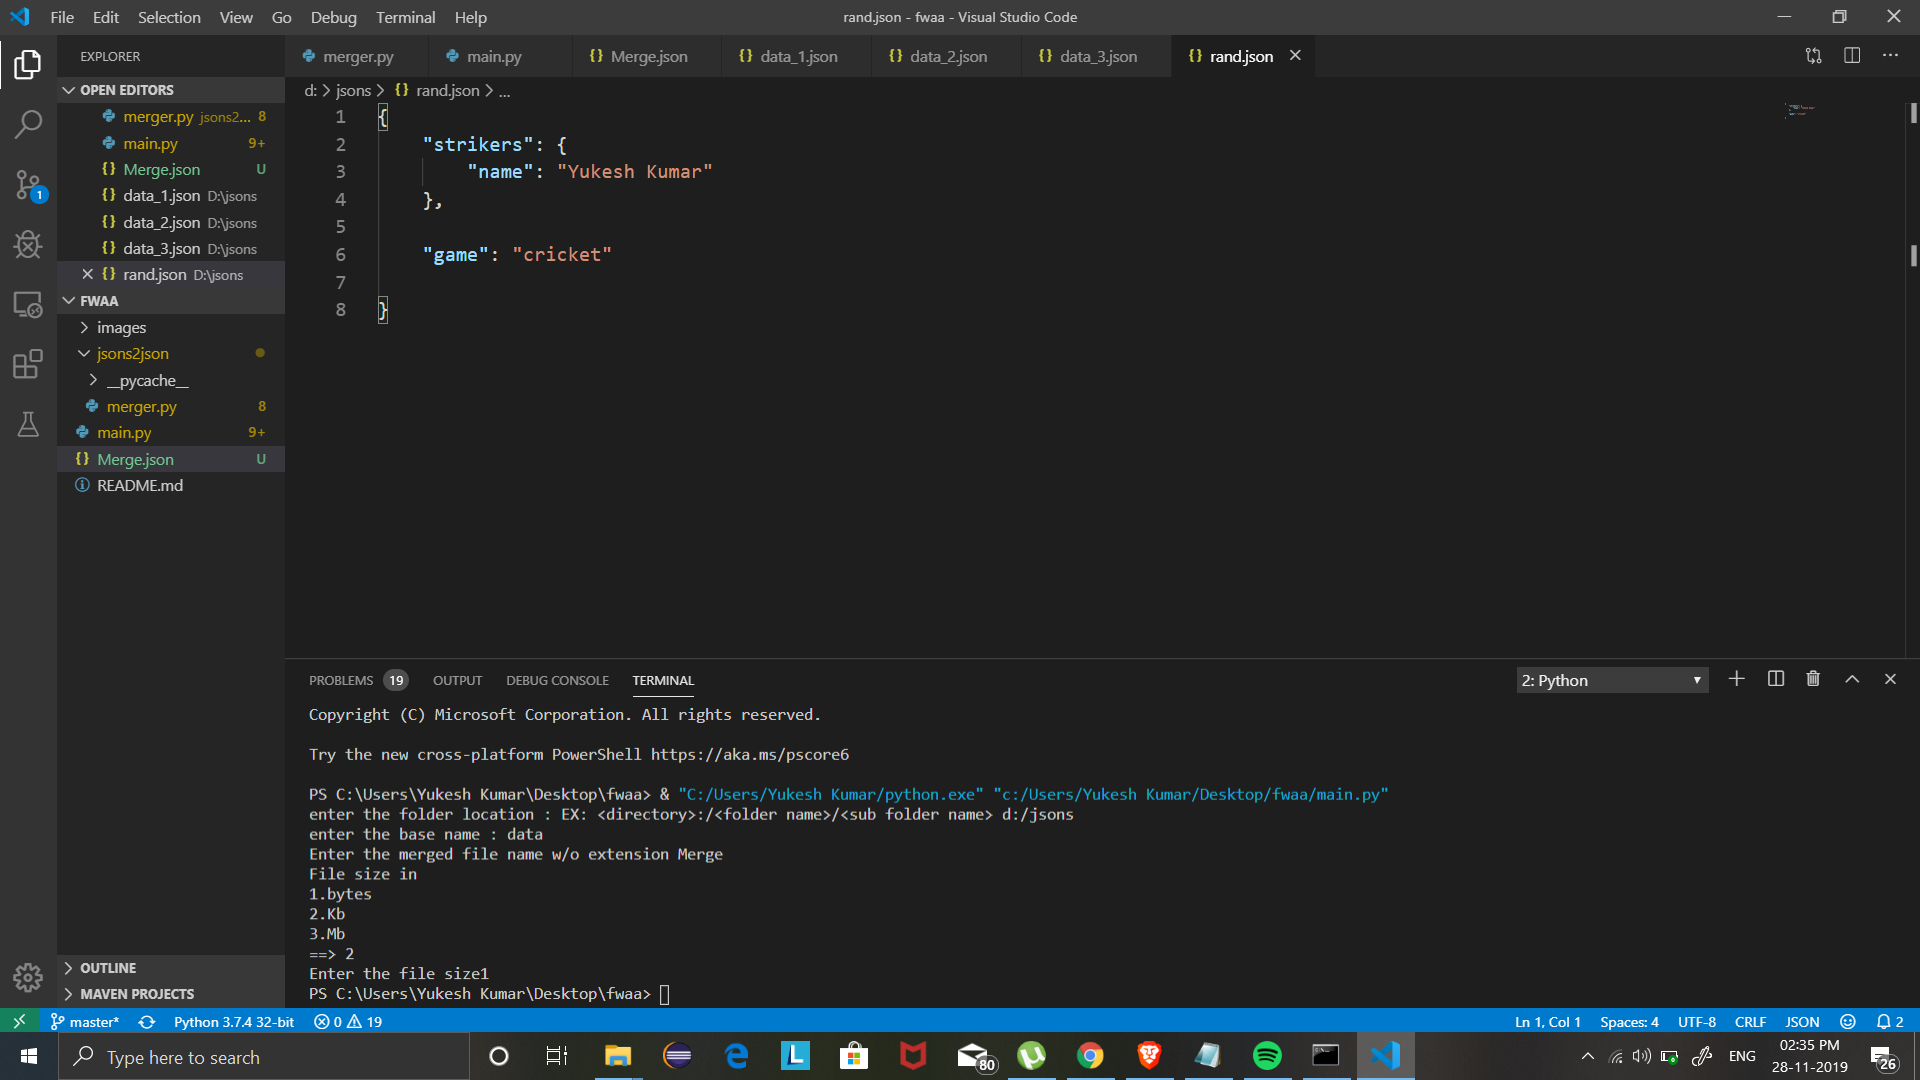 File Edit Selection View Go Debug Terminal Help
rand.json - fwaa - Visual Studio Code
EXPLORER
OPEN EDITORS
merger.py jsons2... 8
main.py 9+
Merge.json U
data_1.json D:\jsons
data_2.json D:\jsons
data_3.json D:\jsons
rand.json D:\jsons
FWAA
images
jsons2json
__pycache__
merger.py 8
main.py 9+
Merge.json U
README.md
OUTLINE
MAVEN PROJECTS
1
merger.py main.py Merge.json data_1.json data_2.json data_3.json rand.json
d: > jsons > {} rand.json > ...
1 {
2 "strikers": {
3 "name": "Yukesh Kumar"
4 },
5
6 "game": "cricket"
7
8 }
PROBLEMS 19 OUTPUT DEBUG CONSOLE TERMINAL
2: Python
Copyright (C) Microsoft Corporation. All rights reserved.
Try the new cross-platform PowerShell https://aka.ms/pscore6
PS C:\Users\Yukesh Kumar\Desktop\fwaa> & "C:/Users/Yukesh Kumar/python.exe" "c:/Users/Yukesh Kumar/Desktop/fwaa/main.py"
enter the folder location : EX: <directory>:/<folder name>/<sub folder name> d:/jsons
enter the base name : data
Enter the merged file name w/o extension Merge
File size in
1.bytes
2.Kb
3.Mb
==> 2
Enter the file size1
PS C:\Users\Yukesh Kumar\Desktop\fwaa>
master* Python 3.7.4 32-bit 0 19 Ln 1, Col 1 Spaces: 4 UTF-8 CRLF JSON 2
Type here to search
L
80
ENG
02:35 PM
28-11-2019
26